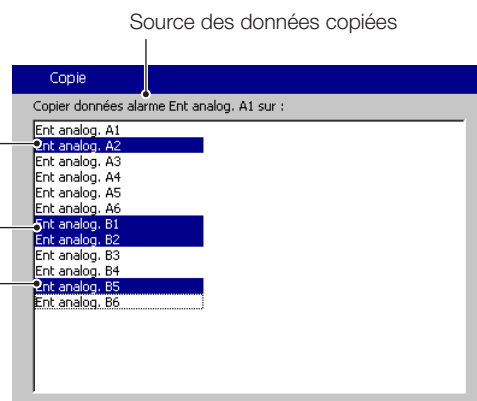 Source des données copiées
Copie
Copier données alarme Ent analog. A1 sur :
Ent analog. A1
Ent analog. A2
Ent analog. A3
Ent analog. A4
Ent analog. A5
Ent analog. A6
Ent analog. B1
Ent analog. B2
Ent analog. B3
Ent analog. B4
Ent analog. B5
Ent analog. B6